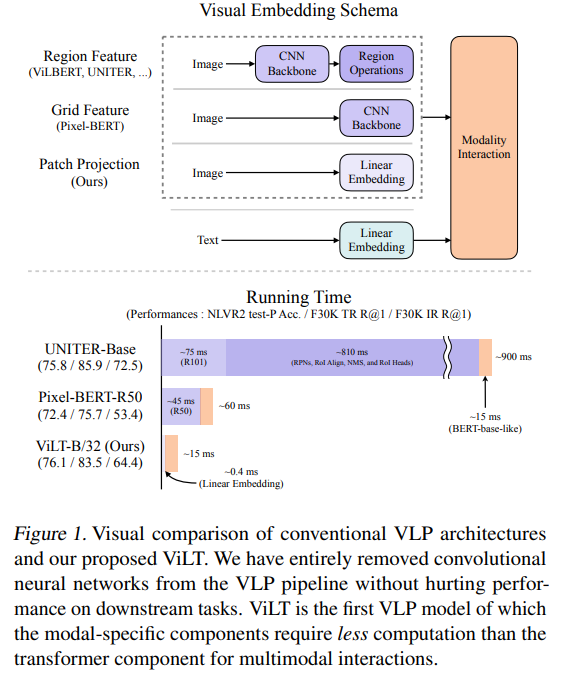 Visual Embedding Schema
Region Feature
(ViLBERT, UNITER, ...)
Image
CNN
Backbone
Region
Operations
Grid Feature
(Pixel-BERT)
Image
CNN
Backbone
Patch Projection
(Ours)
Image
Linear
Embedding
Modality
Interaction
Text
Linear
Embedding
Running Time
(Performances : NLVR2 test-P Acc. / F30K TR R@1 / F30K IR R@1)
UNITER-Base
(75.8 / 85.9 / 72.5)
~75 ms
(R101)
~810 ms
(RPNs, RoI Align, NMS, and RoI Heads)
~900 ms
~15 ms
(BERT-base-like)
Pixel-BERT-R50
(72.4 / 75.7 / 53.4)
~45 ms
(R50)
~60 ms
ViLT-B/32 (Ours)
(76.1 / 83.5 / 64.4)
~15 ms
~0.4 ms
(Linear Embedding)
Figure 1. Visual comparison of conventional VLP architectures
and our proposed ViLT. We have entirely removed convolutional
neural networks from the VLP pipeline without hurting perfor-
mance on downstream tasks. ViLT is the first VLP model of which
the modal-specific components require less computation than the
transformer component for multimodal interactions.